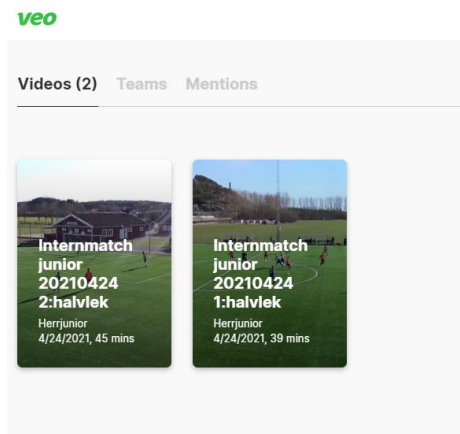 veo
Videos (2) Teams Mentions
Internmatch
junior
20210424
2:halvlek
Herrjunior
4/24/2021, 45 mins
Internmatch
junior
20210424
1:halvlek
Herrjunior
4/24/2021, 39 mins